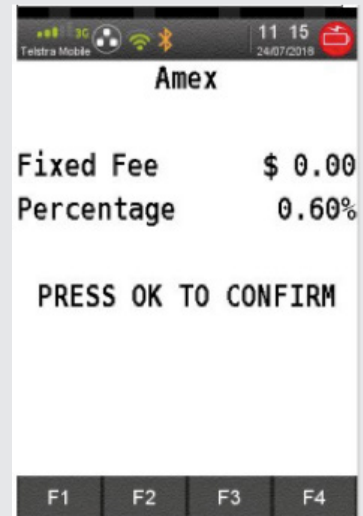 3G 11 15
Telstra Mobile 24/07/2018
Amex
Fixed Fee $ 0.00
Percentage 0.60%
PRESS OK TO CONFIRM
F1 F2 F3 F4